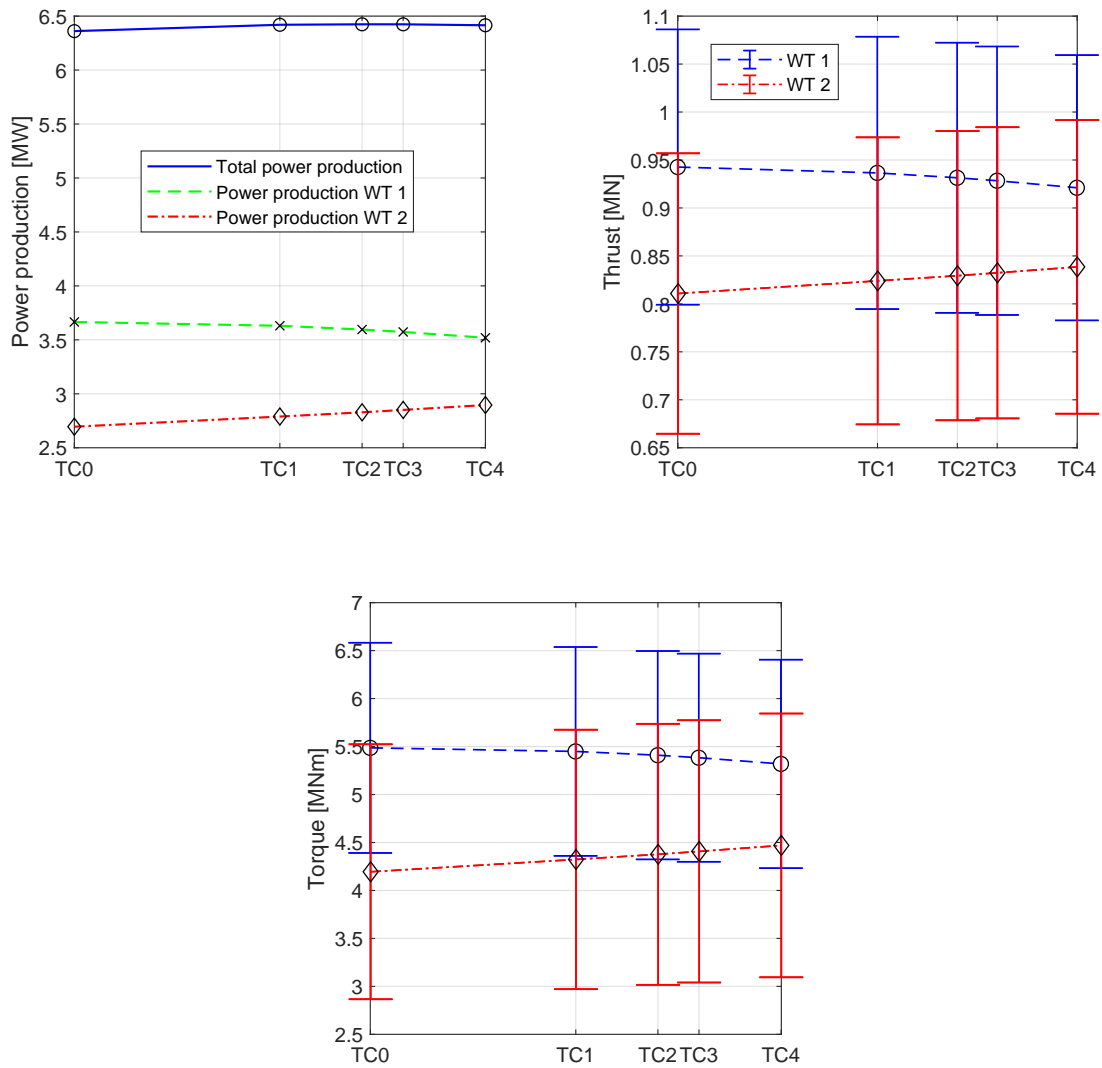 6.5
6
5.5
5
4.5
4
3.5
3
2.5
Power production [MW]
Total power production
Power production WT 1
Power production WT 2
TC0 TC1 TC2 TC3 TC4
1.1
1.05
1
0.95
0.9
0.85
0.8
0.75
0.7
0.65
Thrust [MN]
WT 1
WT 2
TC0 TC1 TC2 TC3 TC4
7
6.5
6
5.5
5
4.5
4
3.5
3
2.5
Torque [MNm]
TC0 TC1 TC2 TC3 TC4